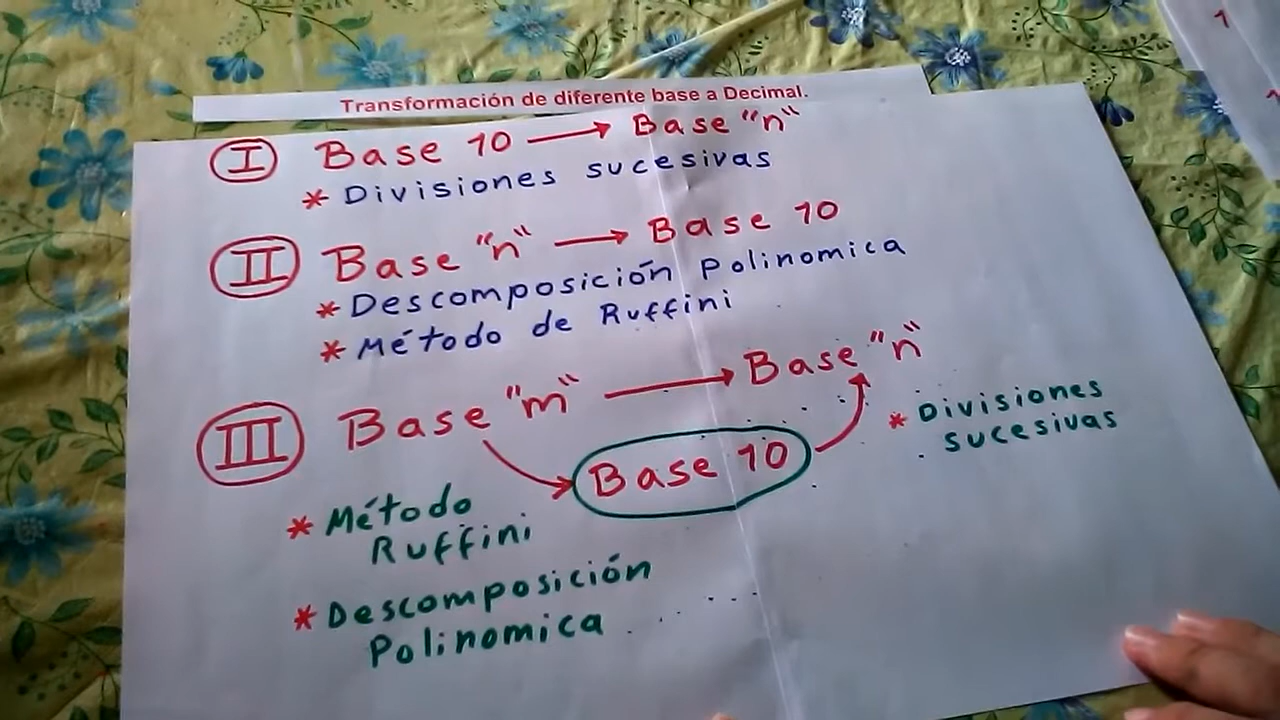 Transformación de diferente base a Decimal.
I Base 10 → Base "n"
* Divisiones sucesivas
II Base "n" → Base 10
* Descomposición Polinomica
* Método de Ruffini
III Base "m" → Base "n"
Base 10
* Divisiones
sucesivas
* Método
Ruffini
* Descomposición
Polinomica